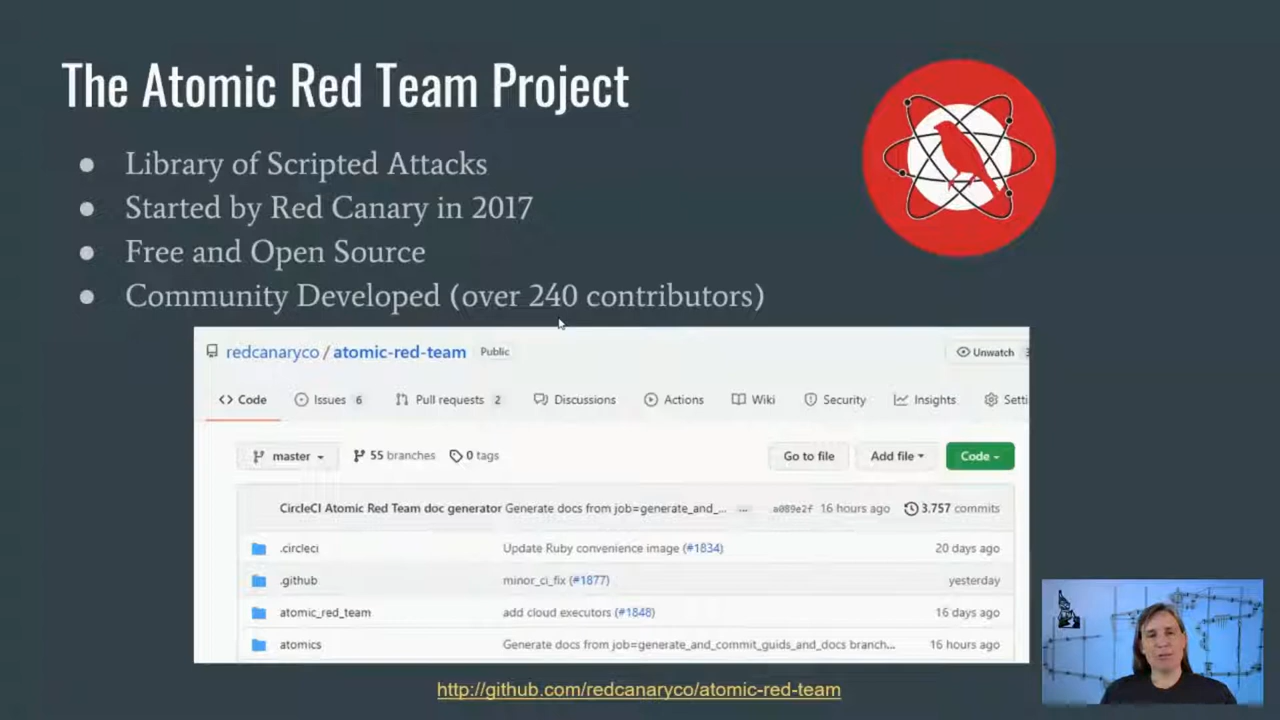 The Atomic Red Team Project
● Library of Scripted Attacks
● Started by Red Canary in 2017
● Free and Open Source
● Community Developed (over 240 contributors)
redcanaryco / atomic-red-team Public Unwatch
<> Code Issues 6 Pull requests 2 Discussions Actions Wiki Security Insights Setti
master 55 branches 0 tags Go to file Add file Code
CircleCI Atomic Red Team doc generator Generate docs from job=generate_and_... ... a089e2f 16 hours ago 3,757 commits
.circleci Update Ruby convenience image (#1834) 20 days ago
.github minor_ci_fix (#1877) yesterday
atomic_red_team add cloud executors (#1848) 16 days ago
atomics Generate docs from job=generate_and_commit_guids_and_docs branch... 16 hours ago
http://github.com/redcanaryco/atomic-red-team